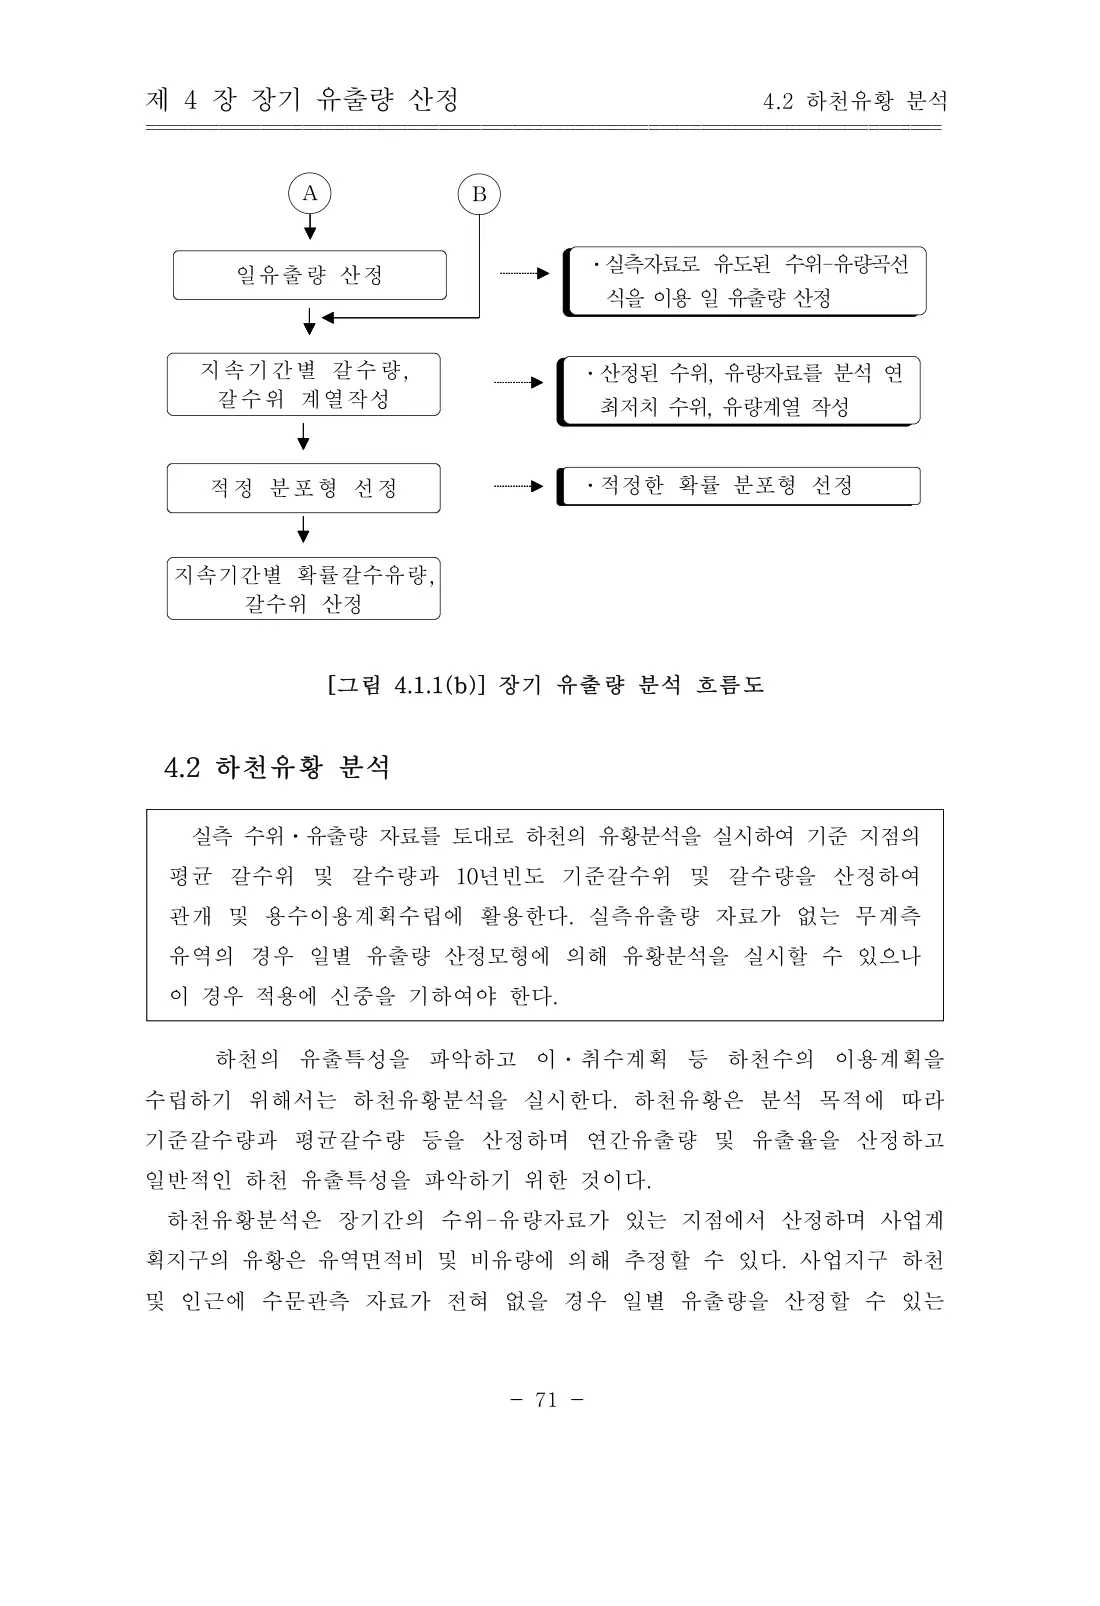 제 4 장 장기 유출량 산정 4.2 하천유황 분석
A B
일유출량 산정
·실측자료로 유도된 수위-유량곡선
식을 이용 일 유출량 산정
지속기간별 갈수량,
갈수위 계열작성
·산정된 수위, 유량자료를 분석 연
최저치 수위, 유량계열 작성
적정 분포형 선정
·적정한 확률 분포형 선정
지속기간별 확률갈수유량,
갈수위 산정
[그림 4.1.1(b)] 장기 유출량 분석 흐름도
4.2 하천유황 분석
실측 수위·유출량 자료를 토대로 하천의 유황분석을 실시하여 기준 지점의
평균 갈수위 및 갈수량과 10년빈도 기준갈수위 및 갈수량을 산정하여
관개 및 용수이용계획수립에 활용한다. 실측유출량 자료가 없는 무계측
유역의 경우 일별 유출량 산정모형에 의해 유황분석을 실시할 수 있으나
이 경우 적용에 신중을 기하여야 한다.
하천의 유출특성을 파악하고 이·취수계획 등 하천수의 이용계획을
수립하기 위해서는 하천유황분석을 실시한다. 하천유황은 분석 목적에 따라
기준갈수량과 평균갈수량 등을 산정하며 연간유출량 및 유출율을 산정하고
일반적인 하천 유출특성을 파악하기 위한 것이다.
하천유황분석은 장기간의 수위-유량자료가 있는 지점에서 산정하며 사업계
획지구의 유황은 유역면적비 및 비유량에 의해 추정할 수 있다. 사업지구 하천
및 인근에 수문관측 자료가 전혀 없을 경우 일별 유출량을 산정할 수 있는
- 71 -